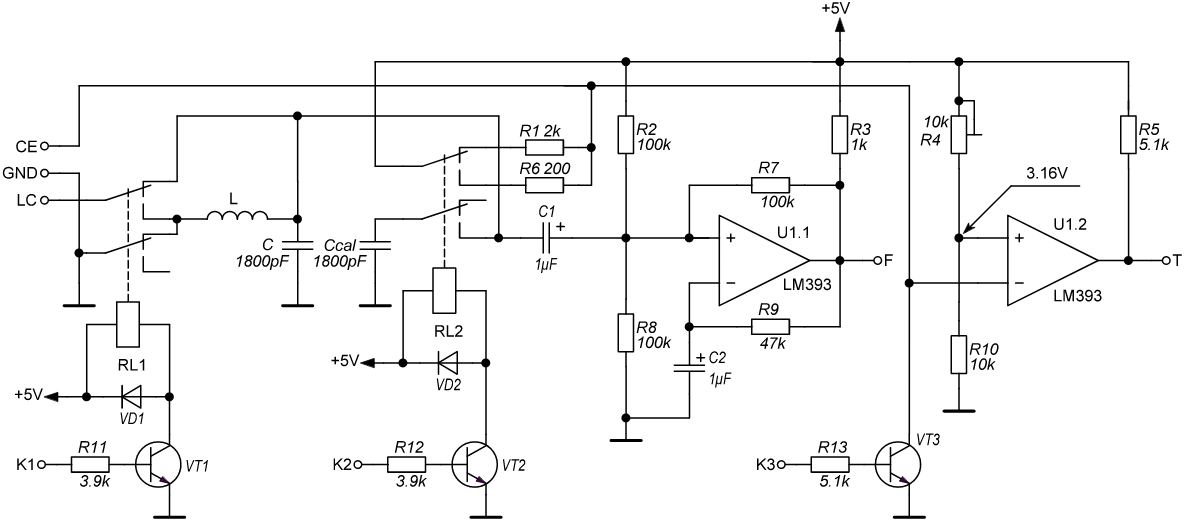 +5V
CE
GND
LC
L
C
1800pF
Ccal
1800pF
R1 2k
R6 200
C1
+
1µF
R2
100k
R3
1k
R7
100k
10k
R4
R5
5.1k
3.16V
+
−
U1.1
LM393
F
+
−
U1.2
LM393
T
R8
100k
R9
47k
+ C2
1µF
R10
10k
RL1
+5V
VD1
RL2
+5V
VD2
K1
R11
3.9k
VT1
K2
R12
3.9k
VT2
K3
R13
5.1k
VT3